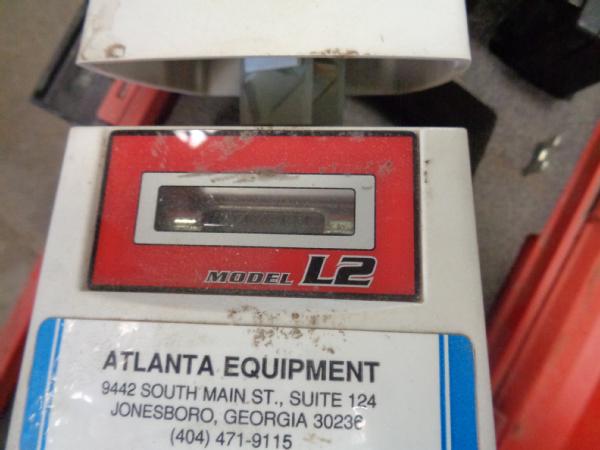 MODEL L2
ATLANTA EQUIPMENT
9442 SOUTH MAIN ST., SUITE 124
JONESBORO, GEORGIA 30236
(404) 471-9115